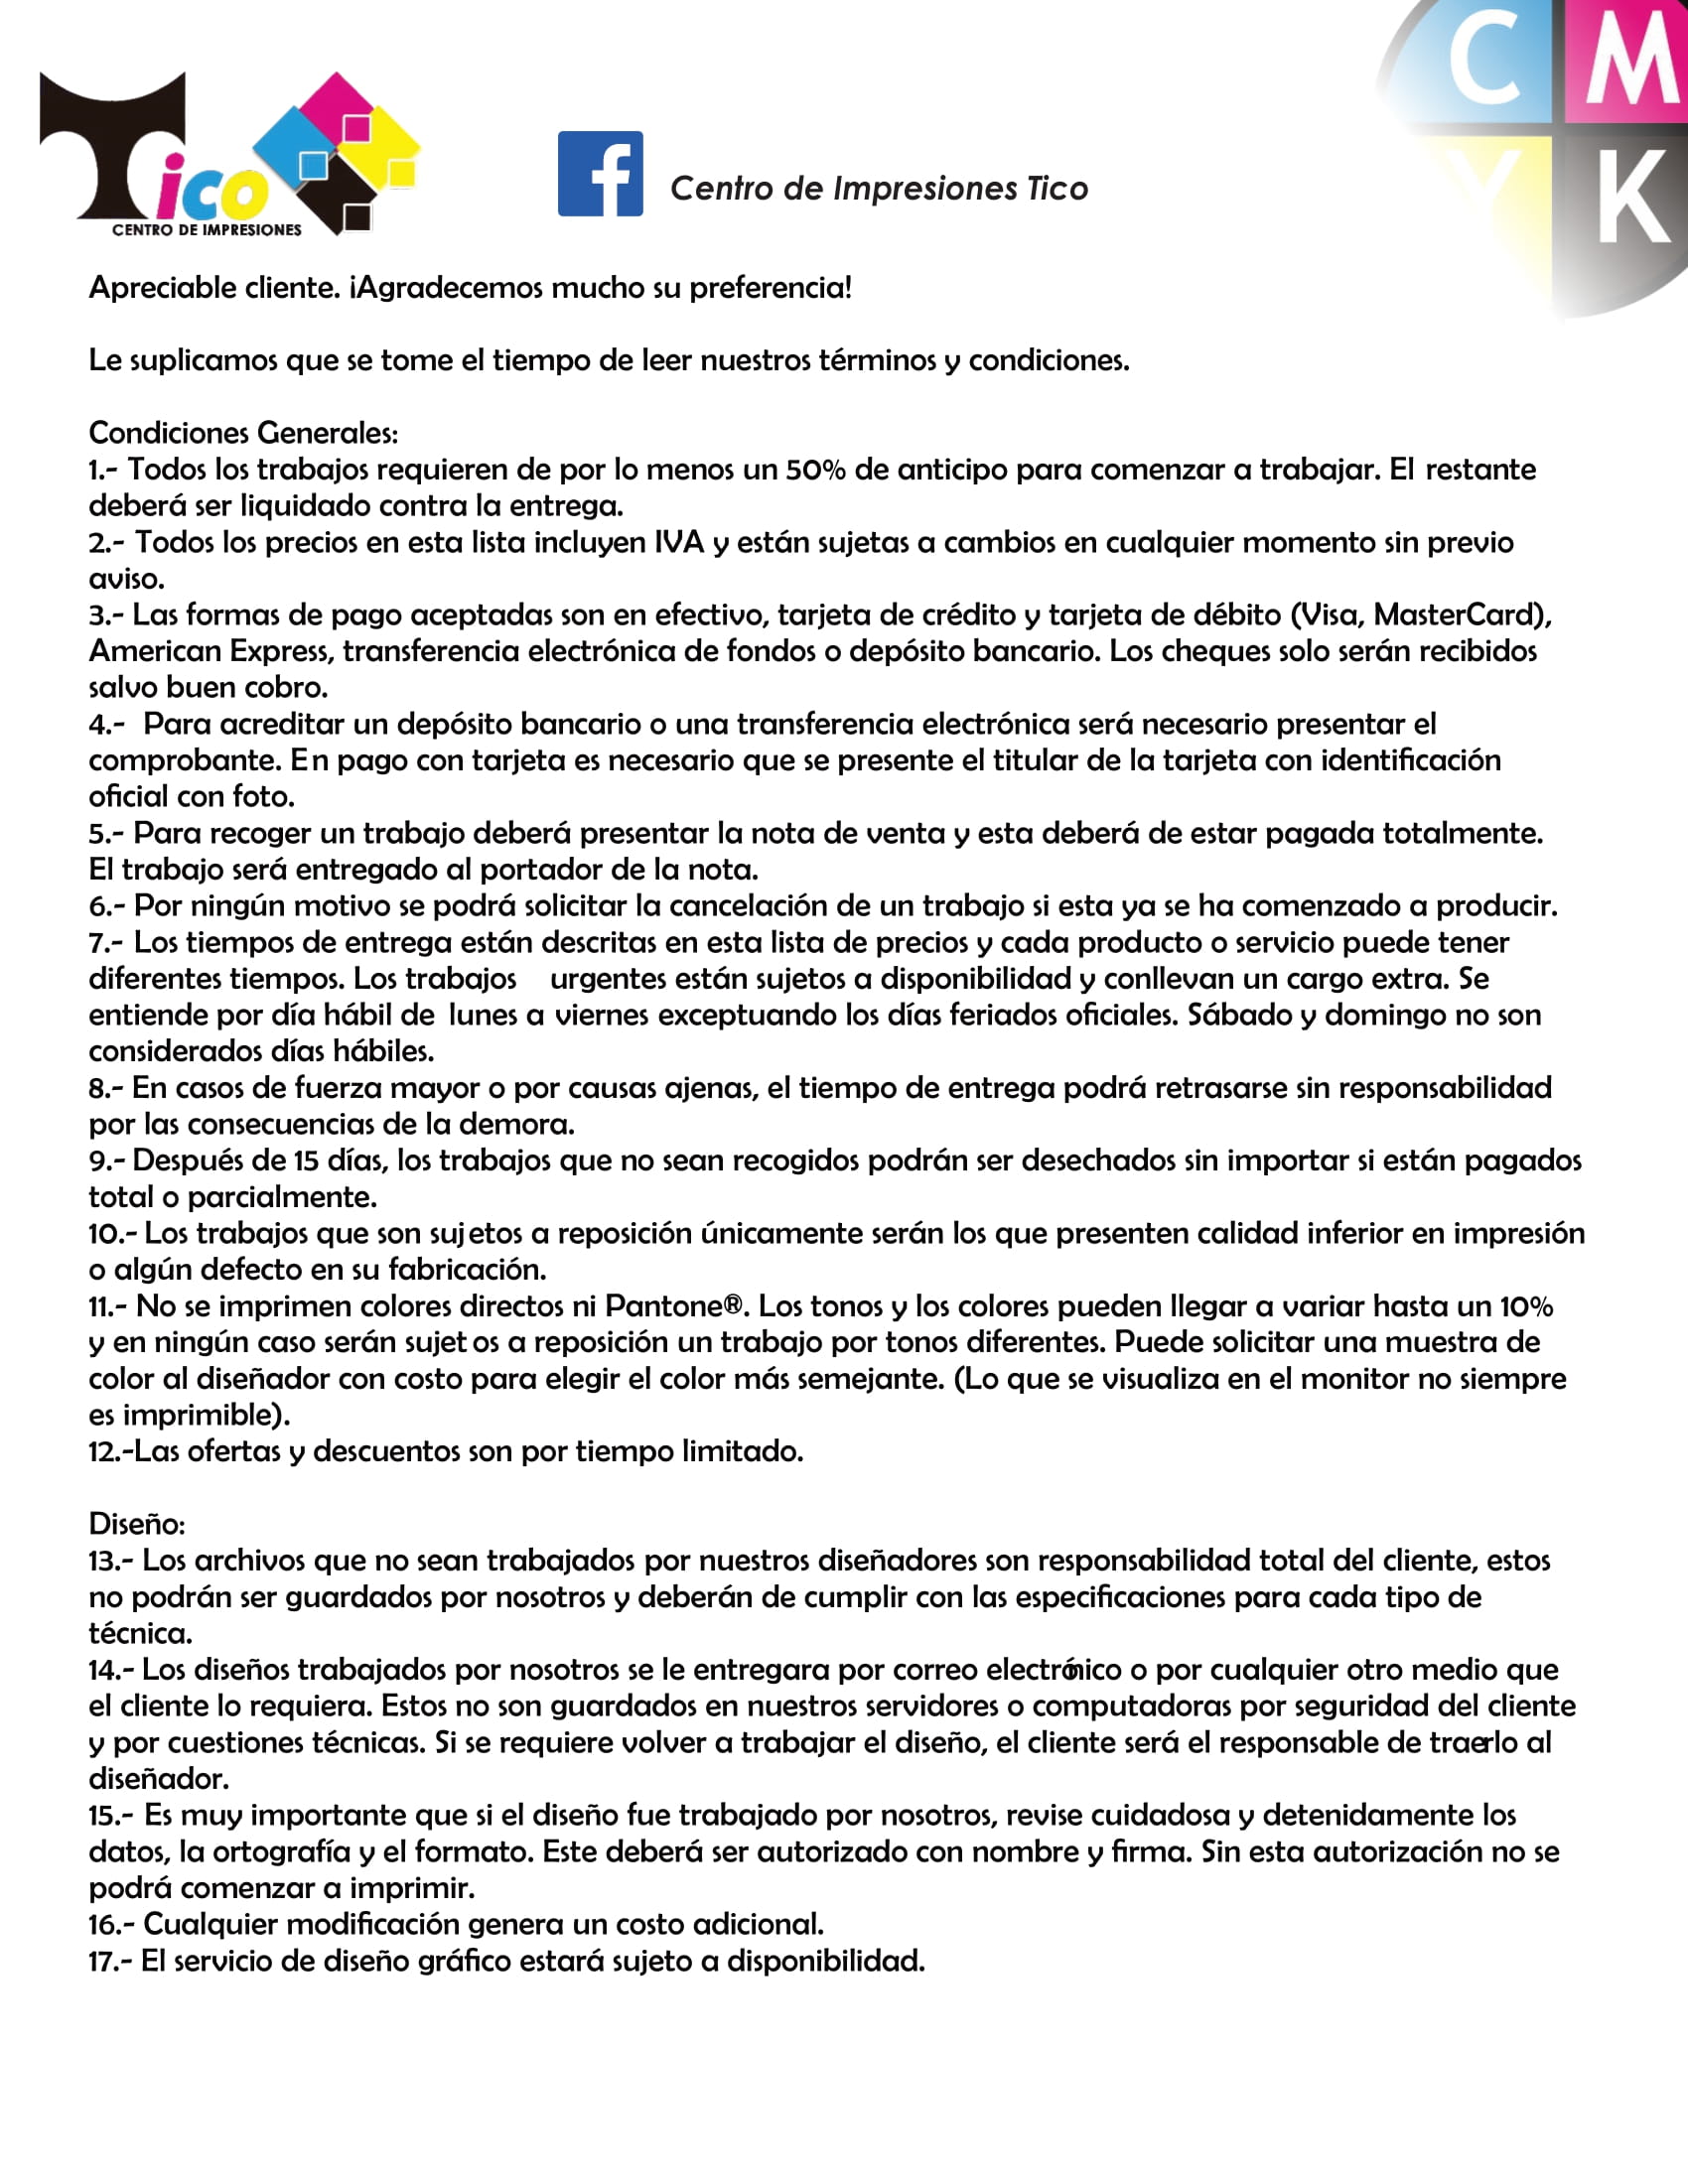 Tico
CENTRO DE IMPRESIONES
Centro de Impresiones Tico
C M
Y K
Apreciable cliente. ¡Agradecemos mucho su preferencia!
Le suplicamos que se tome el tiempo de leer nuestros términos y condiciones.
Condiciones Generales:
1.- Todos los trabajos requieren de por lo menos un 50% de anticipo para comenzar a trabajar. El restante
deberá ser liquidado contra la entrega.
2.- Todos los precios en esta lista incluyen IVA y están sujetas a cambios en cualquier momento sin previo
aviso.
3.- Las formas de pago aceptadas son en efectivo, tarjeta de crédito y tarjeta de débito (Visa, MasterCard),
American Express, transferencia electrónica de fondos o depósito bancario. Los cheques solo serán recibidos
salvo buen cobro.
4.- Para acreditar un depósito bancario o una transferencia electrónica será necesario presentar el
comprobante. En pago con tarjeta es necesario que se presente el titular de la tarjeta con identificación
oficial con foto.
5.- Para recoger un trabajo deberá presentar la nota de venta y esta deberá de estar pagada totalmente.
El trabajo será entregado al portador de la nota.
6.- Por ningún motivo se podrá solicitar la cancelación de un trabajo si esta ya se ha comenzado a producir.
7.- Los tiempos de entrega están descritas en esta lista de precios y cada producto o servicio puede tener
diferentes tiempos. Los trabajos urgentes están sujetos a disponibilidad y conllevan un cargo extra. Se
entiende por día hábil de lunes a viernes exceptuando los días feriados oficiales. Sábado y domingo no son
considerados días hábiles.
8.- En casos de fuerza mayor o por causas ajenas, el tiempo de entrega podrá retrasarse sin responsabilidad
por las consecuencias de la demora.
9.- Después de 15 días, los trabajos que no sean recogidos podrán ser desechados sin importar si están pagados
total o parcialmente.
10.- Los trabajos que son sujetos a reposición únicamente serán los que presenten calidad inferior en impresión
o algún defecto en su fabricación.
11.- No se imprimen colores directos ni Pantone®. Los tonos y los colores pueden llegar a variar hasta un 10%
y en ningún caso serán sujetos a reposición un trabajo por tonos diferentes. Puede solicitar una muestra de
color al diseñador con costo para elegir el color más semejante. (Lo que se visualiza en el monitor no siempre
es imprimible).
12.-Las ofertas y descuentos son por tiempo limitado.
Diseño:
13.- Los archivos que no sean trabajados por nuestros diseñadores son responsabilidad total del cliente, estos
no podrán ser guardados por nosotros y deberán de cumplir con las especificaciones para cada tipo de
técnica.
14.- Los diseños trabajados por nosotros se le entregara por correo electrónico o por cualquier otro medio que
el cliente lo requiera. Estos no son guardados en nuestros servidores o computadoras por seguridad del cliente
y por cuestiones técnicas. Si se requiere volver a trabajar el diseño, el cliente será el responsable de traerlo al
diseñador.
15.- Es muy importante que si el diseño fue trabajado por nosotros, revise cuidadosa y detenidamente los
datos, la ortografía y el formato. Este deberá ser autorizado con nombre y firma. Sin esta autorización no se
podrá comenzar a imprimir.
16.- Cualquier modificación genera un costo adicional.
17.- El servicio de diseño gráfico estará sujeto a disponibilidad.